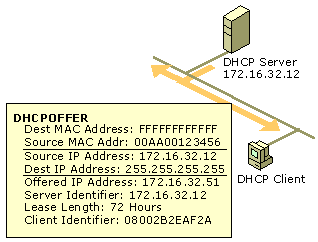 DHCP Server
172.16.32.12
DHCPOFFER
Dest MAC Address: FFFFFFFFFFFF
Source MAC Addr: 00AA00123456
Source IP Address: 172.16.32.12
Dest IP Address: 255.255.255.255
Offered IP Address: 172.16.32.51
Server Identifier: 172.16.32.12
Lease Length: 72 Hours
Client Identifier: 08002B2EAF2A
DHCP Client